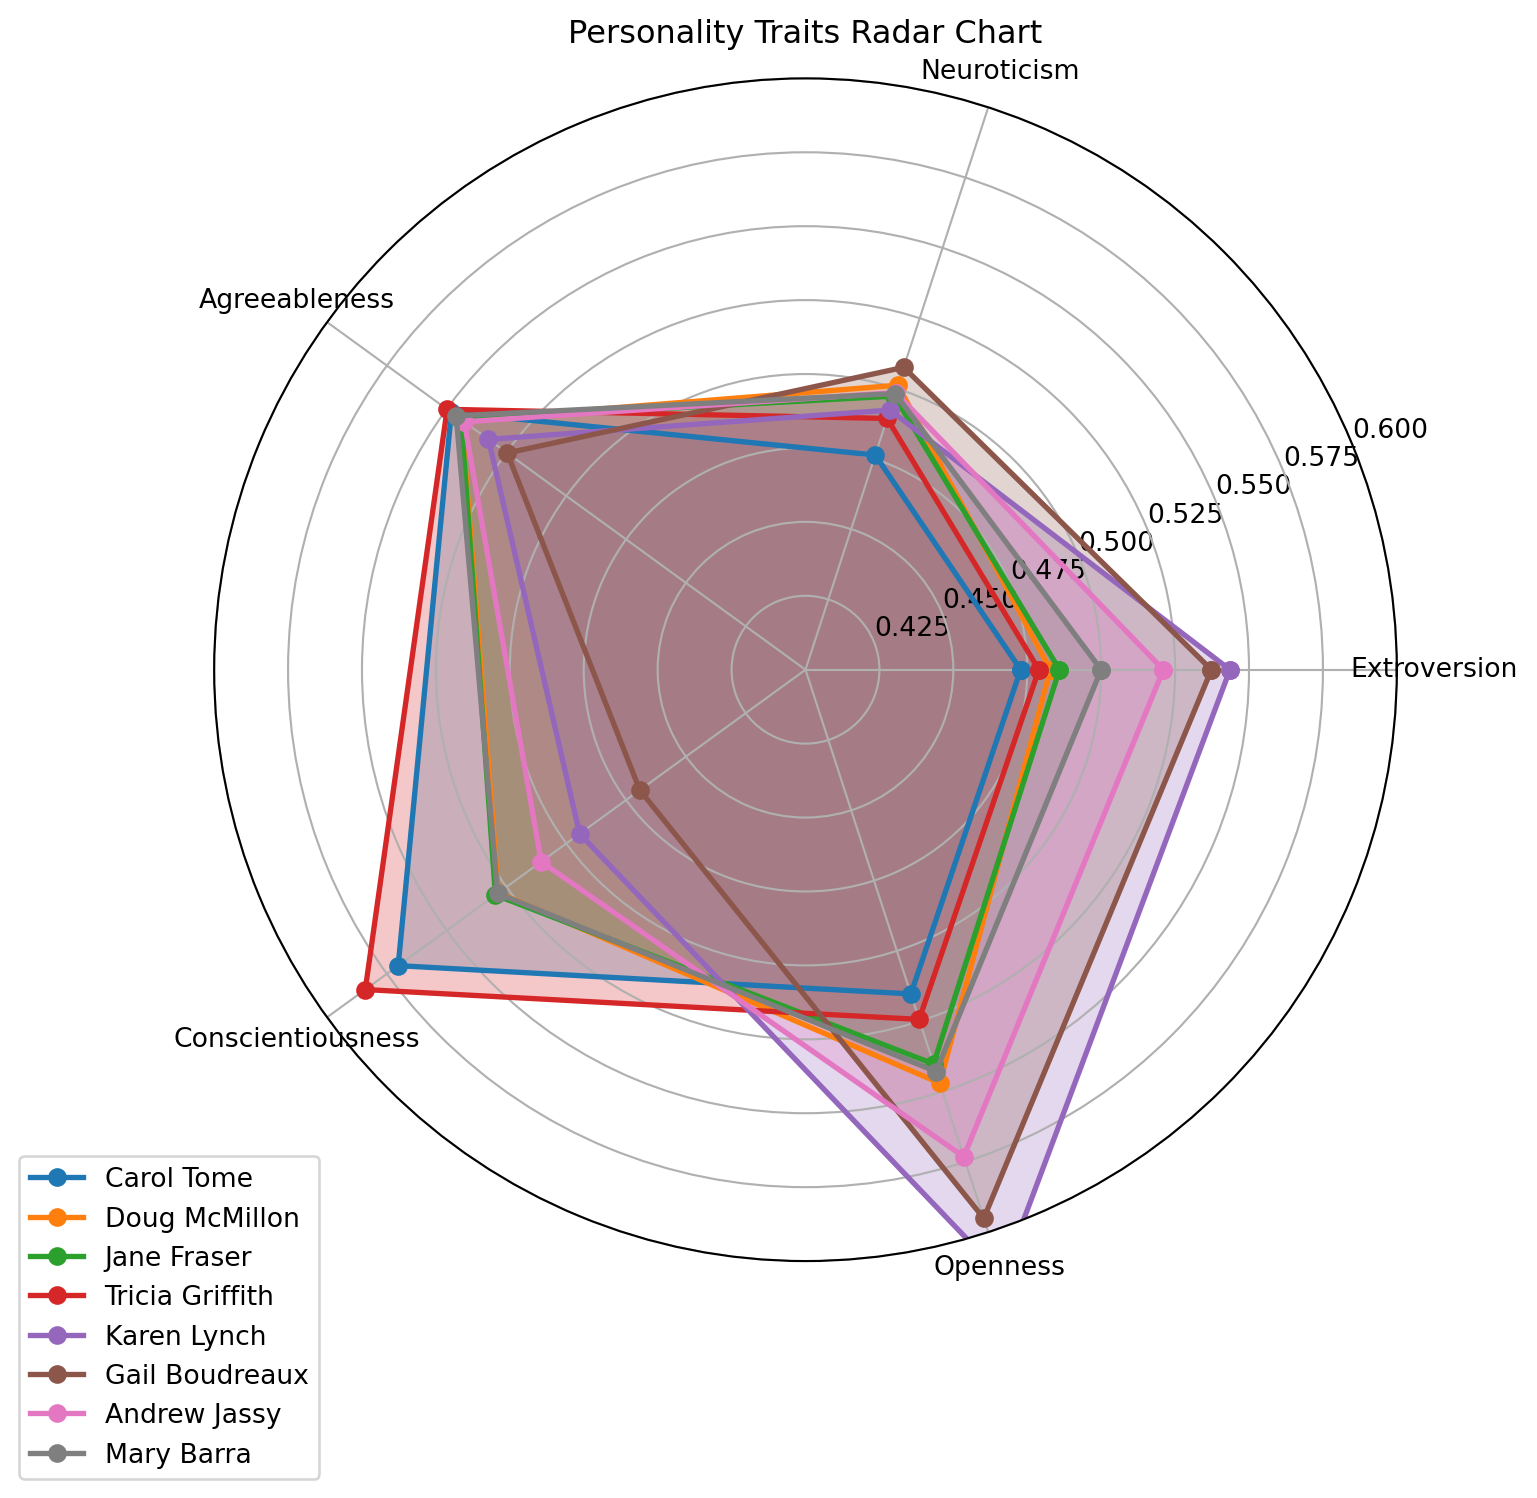 Personality Traits Radar Chart
Neuroticism
Agreeableness
0.600
0.575
0.550
0.525
0.500
0.475
0.450
0.425
Extroversion
Conscientiousness
Openness
Carol Tome
Doug McMillon
Jane Fraser
Tricia Griffith
Karen Lynch
Gail Boudreaux
Andrew Jassy
Mary Barra